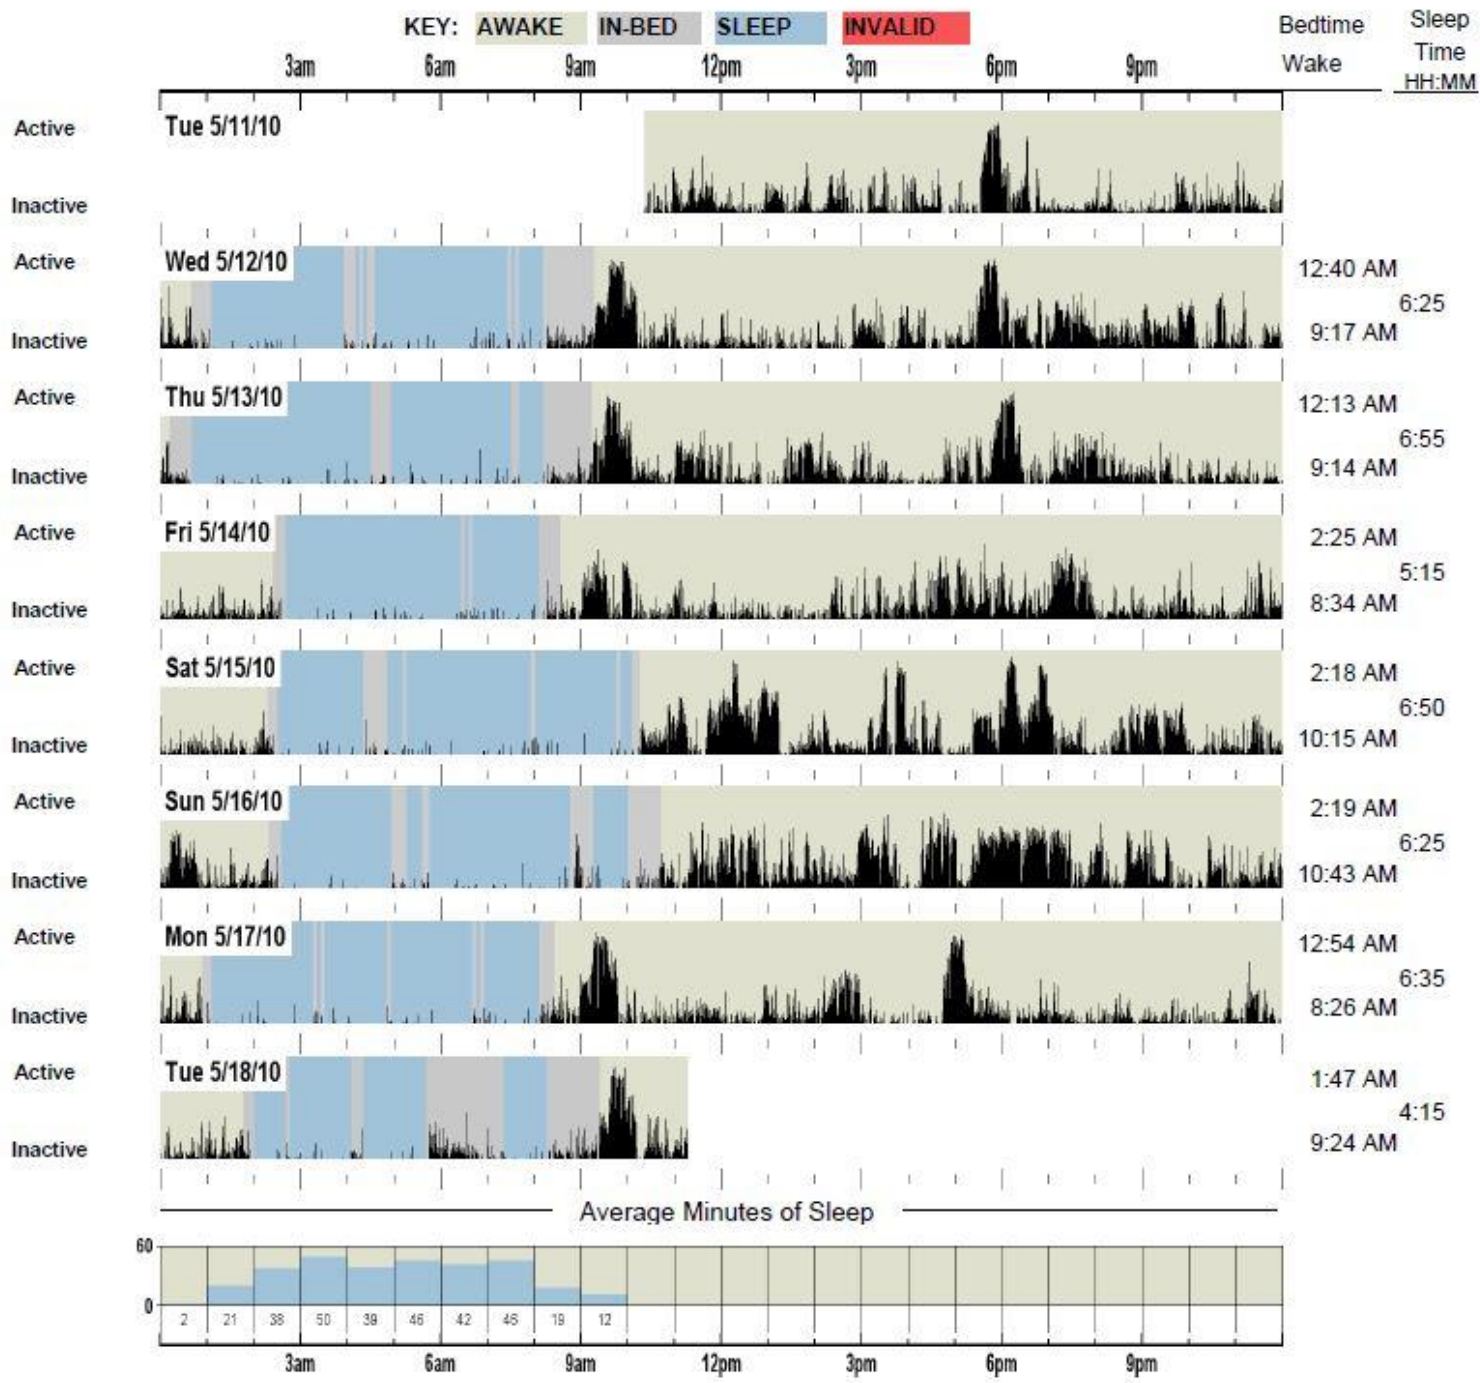 KEY: AWAKE IN-BED SLEEP INVALID
Bedtime
Wake
Sleep
Time
HH:MM
3am 6am 9am 12pm 3pm 6pm 9pm
Active
Tue 5/11/10
Inactive
Active
Wed 5/12/10
12:40 AM
6:25
Inactive
9:17 AM
Active
Thu 5/13/10
12:13 AM
6:55
Inactive
9:14 AM
Active
Fri 5/14/10
2:25 AM
5:15
Inactive
8:34 AM
Active
Sat 5/15/10
2:18 AM
6:50
Inactive
10:15 AM
Active
Sun 5/16/10
2:19 AM
6:25
Inactive
10:43 AM
Active
Mon 5/17/10
12:54 AM
6:35
Inactive
8:26 AM
Active
Tue 5/18/10
1:47 AM
4:15
Inactive
9:24 AM
Average Minutes of Sleep
60
0
2 21 38 50 39 46 42 46 19 12
3am 6am 9am 12pm 3pm 6pm 9pm